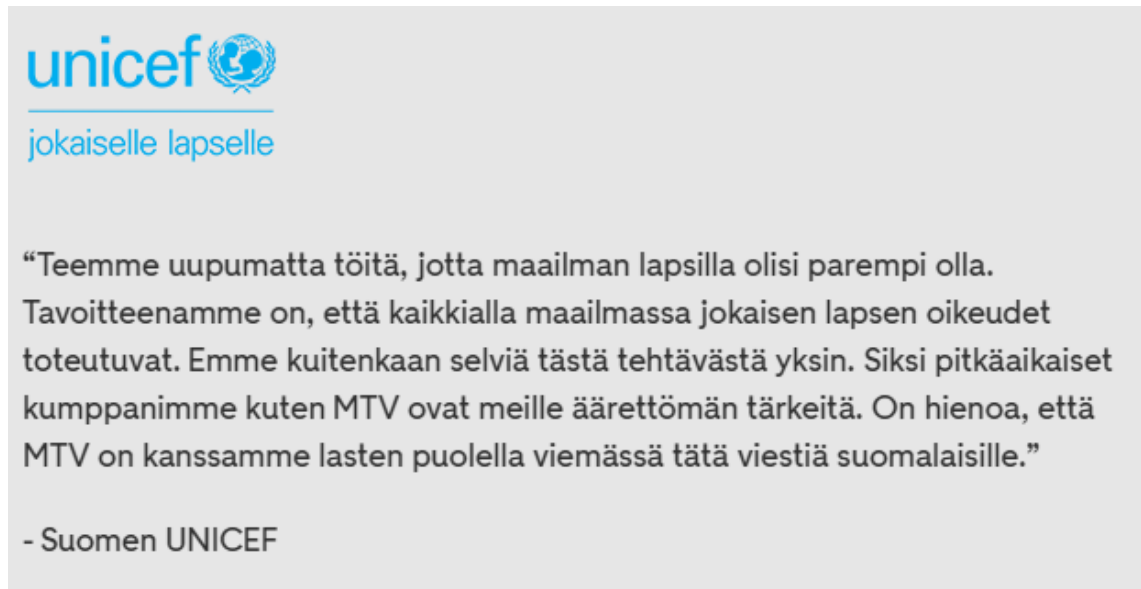 unicef
jokaiselle lapselle
“Teemme uupumatta töitä, jotta maailman lapsilla olisi parempi olla.
Tavoitteenamme on, että kaikkialla maailmassa jokaisen lapsen oikeudet
toteutuvat. Emme kuitenkaan selviä tästä tehtävästä yksin. Siksi pitkäaikaiset
kumppanimme kuten MTV ovat meille äärettömän tärkeitä. On hienoa, että
MTV on kanssamme lasten puolella viemässä tätä viestiä suomalaisille.”
- Suomen UNICEF